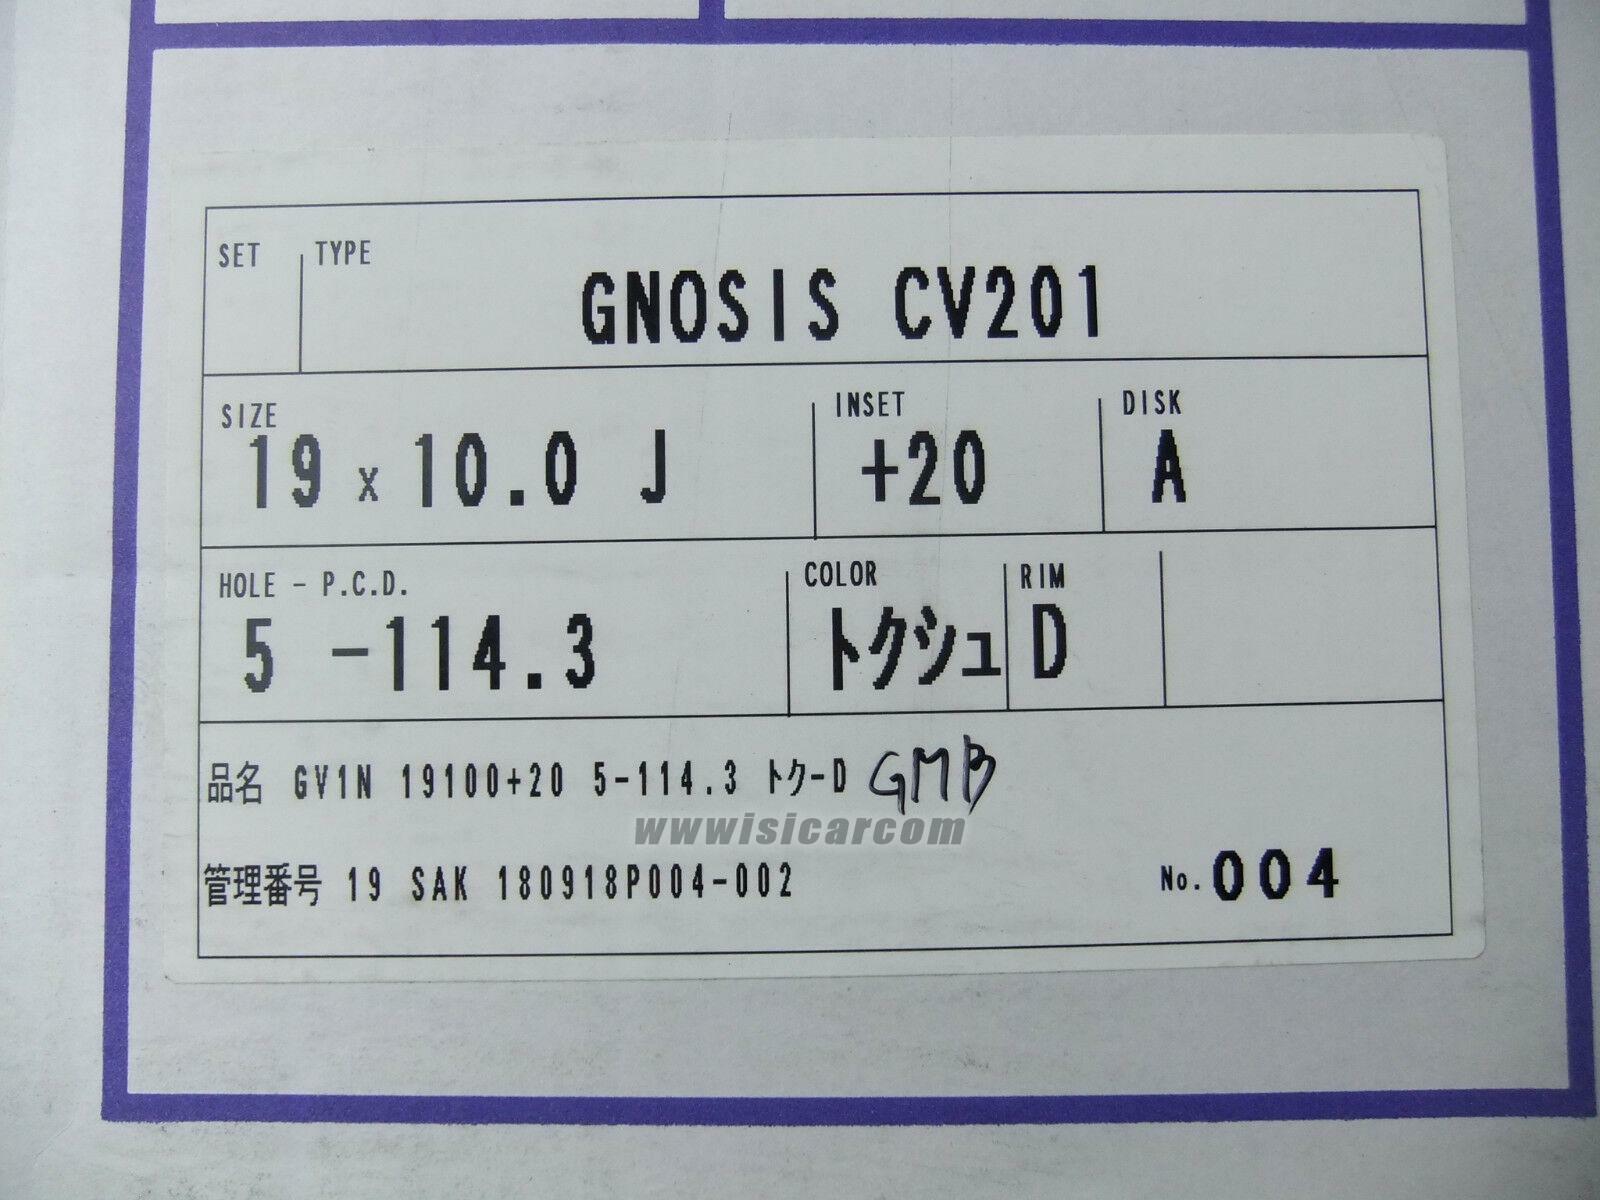 SET TYPE
GNOSIS CV201
SIZE INSET DISK
19 x 10.0 J +20 A
HOLE - P.C.D. COLOR RIM
5 -114.3 トクシュ D
品名 GV1N 19100+20 5-114.3 トクーD GMB
wwwisicarcom
管理番号 19 SAK 180918P004-002 No. 004